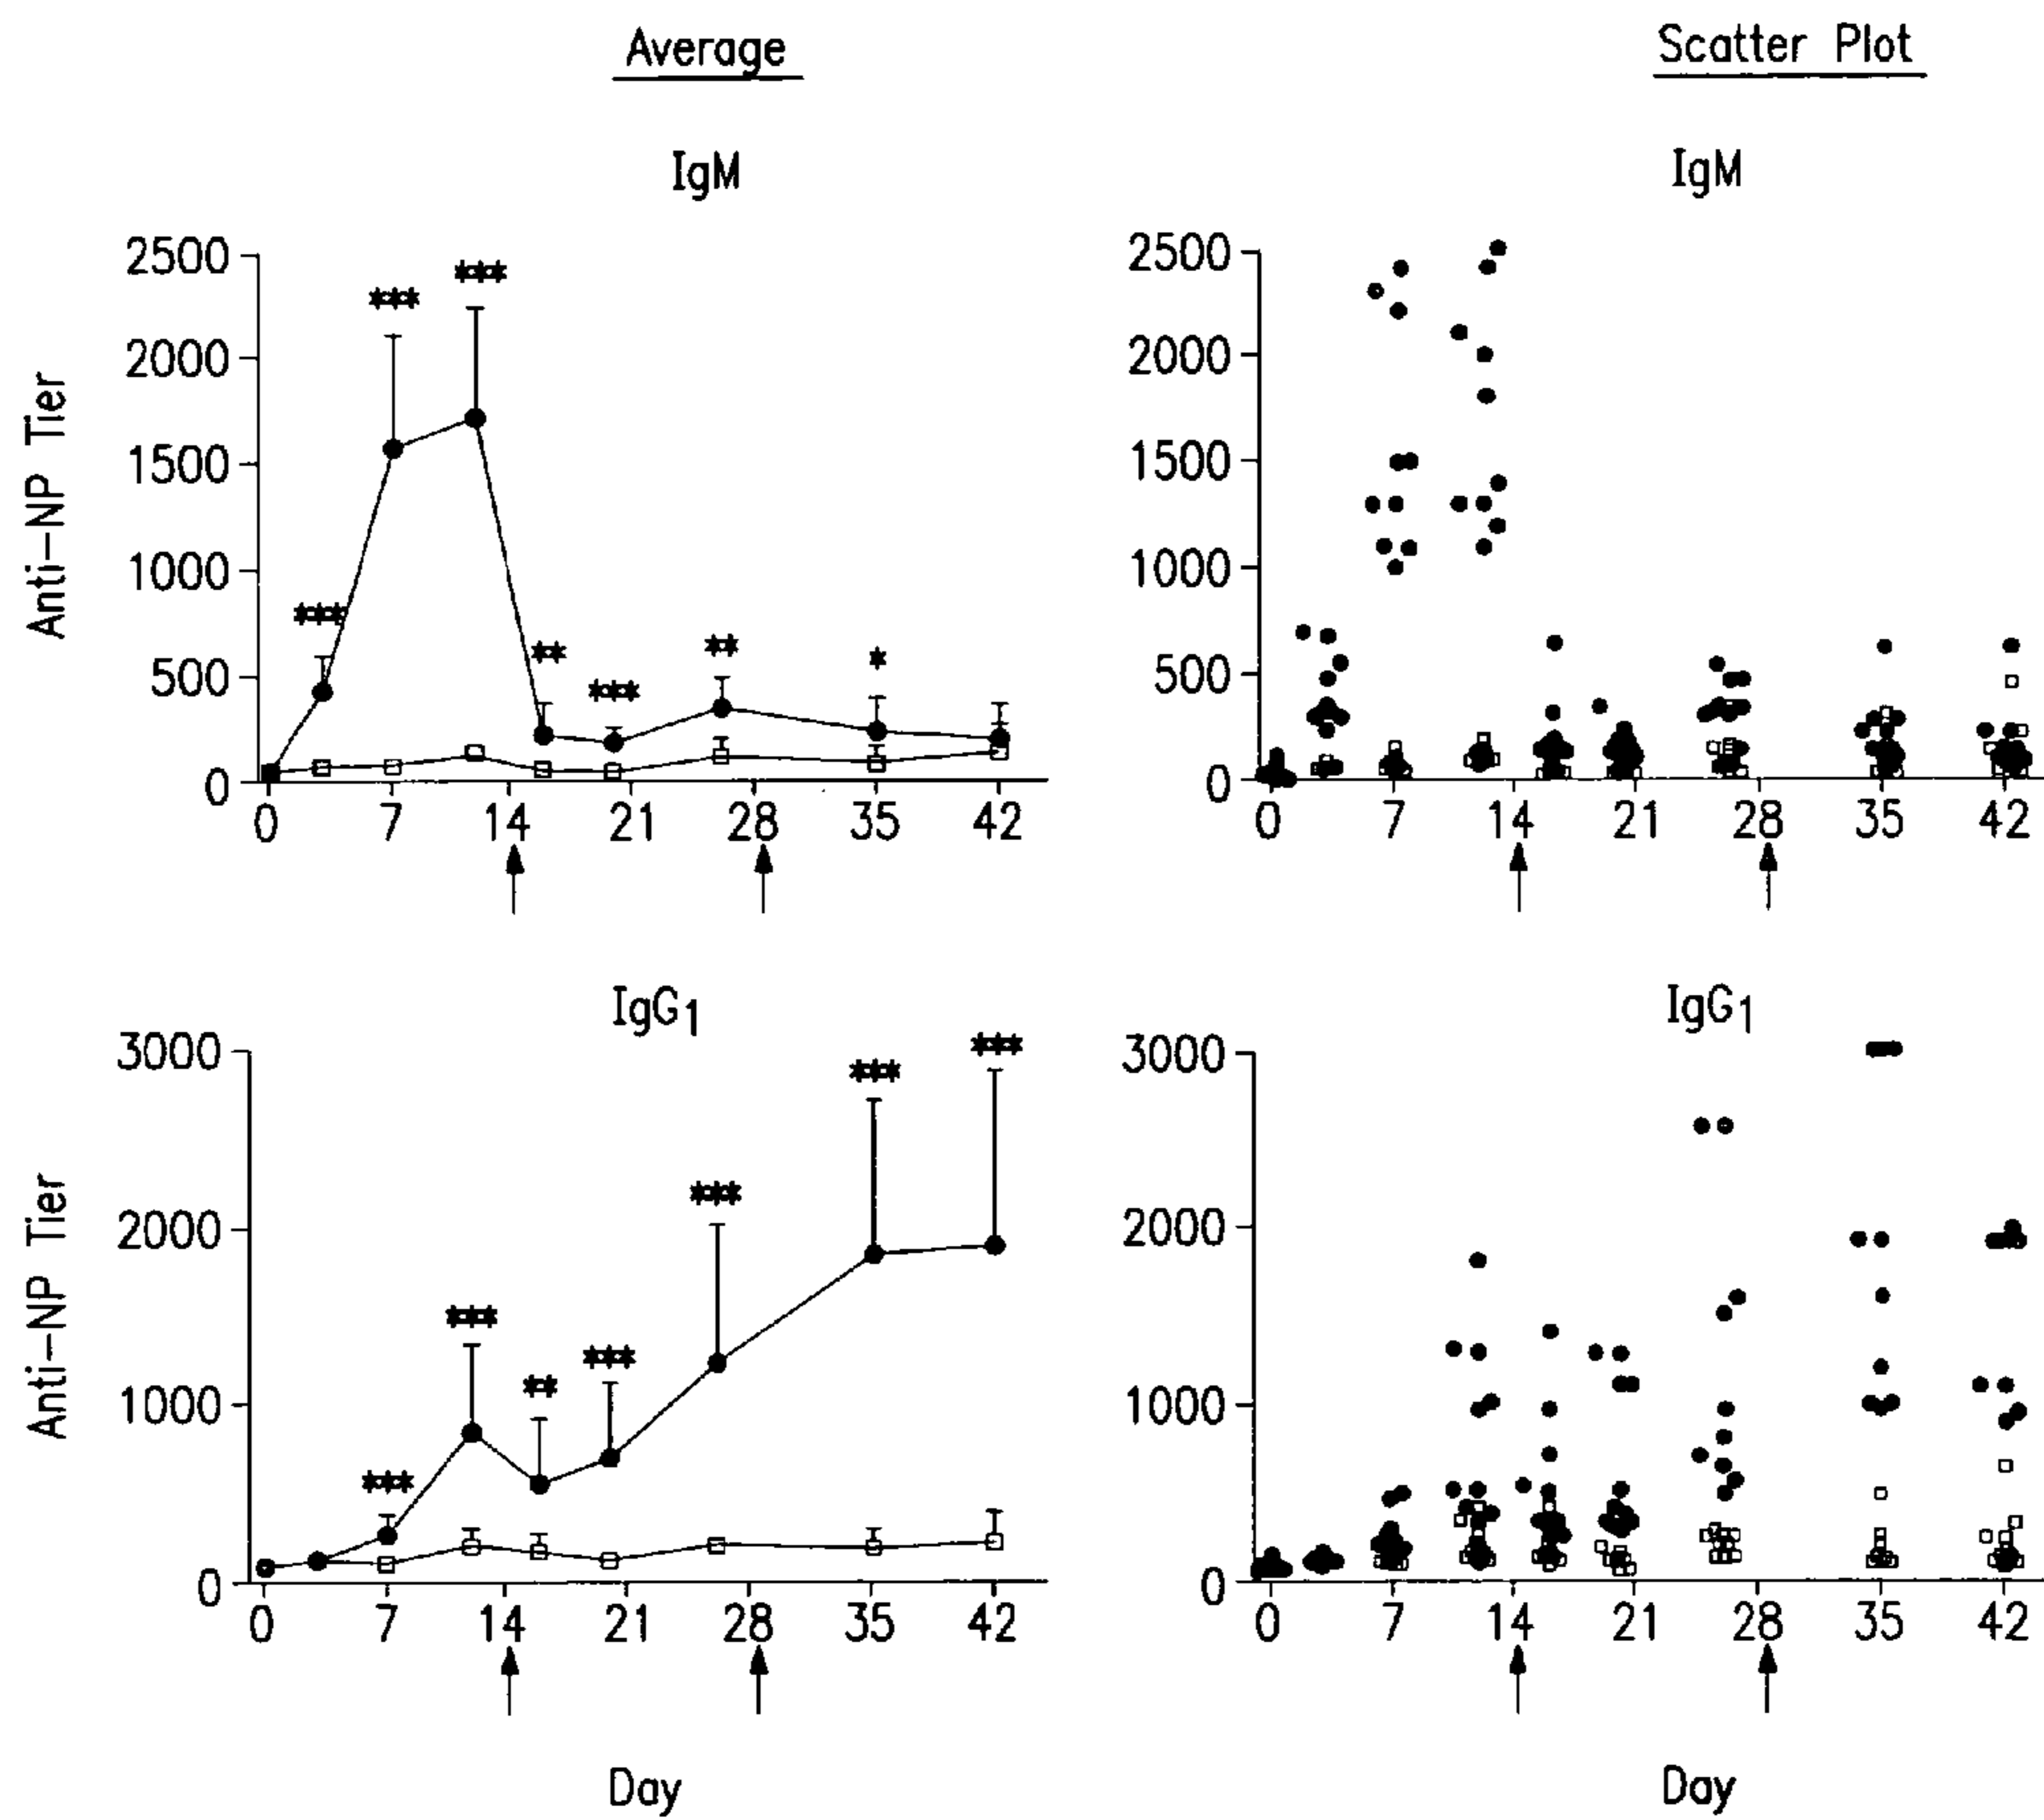 Average
Scatter Plot
IgM
IgM
Anti-NP Tier
2500
2000
1500
1000
500
0
0 7 14 21 28 35 42
2500
2000
1500
1000
500
0
0 7 14 21 28 35 42
*** *** *** ** *** ** *
IgG1
IgG1
Anti-NP Tier
3000
2000
1000
0
0 7 14 21 28 35 42
3000
2000
1000
0
0 7 14 21 28 35 42
*** *** ** *** *** *** ***
Day
Day